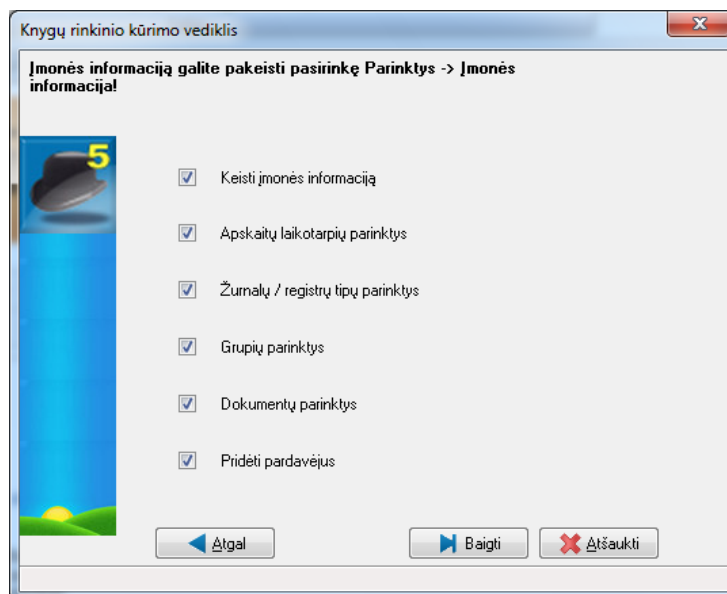 Knygų rinkinio kūrimo vediklis
Įmonės informaciją galite pakeisti pasirinkę Parinktys -> Įmonės
informacija!
5
Keisti įmonės informaciją
Apskaitų laikotarpių parinktys
Žurnalų / registrų tipų parinktys
Grupių parinktys
Dokumentų parinktys
Pridėti pardavėjus
Atgal
Baigti
Atšaukti